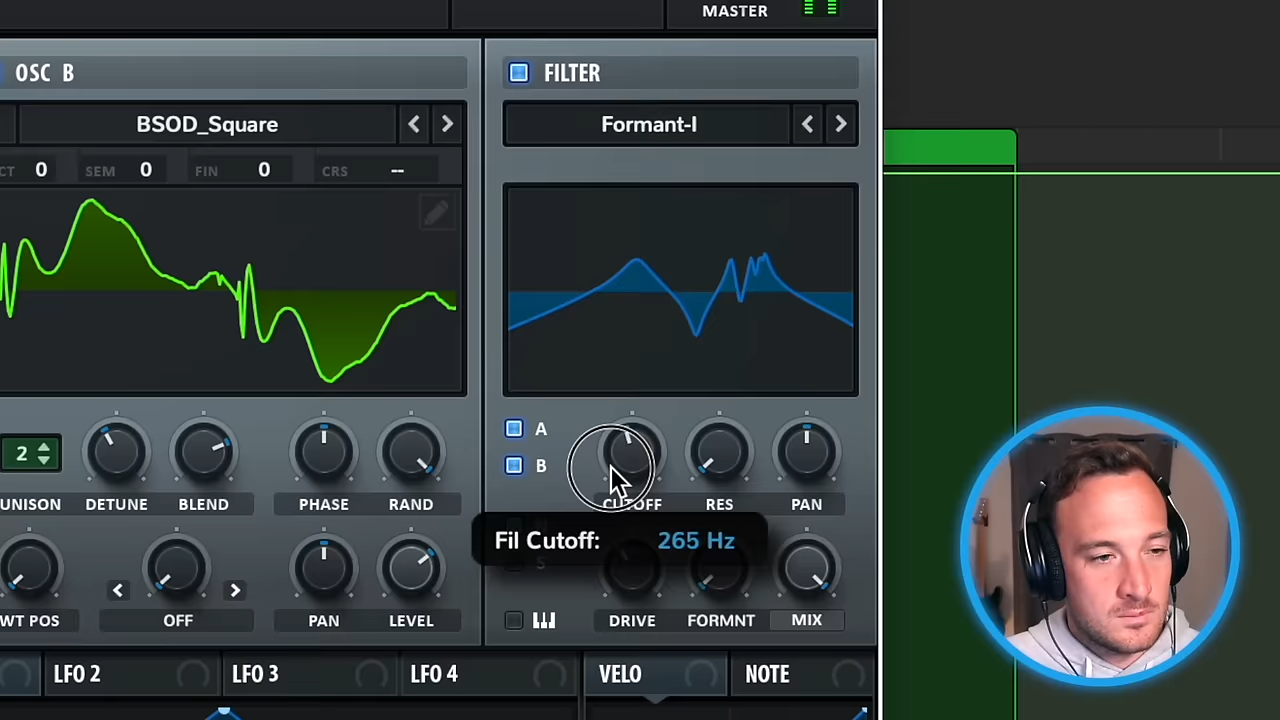 MASTER
OSC B
FILTER
BSOD_Square
Formant-I
CT 0 SEM 0 FIN 0 CRS --
A
B
2
UNISON DETUNE BLEND PHASE RAND CUTOFF RES PAN
Fil Cutoff: 265 Hz
S
WT POS OFF PAN LEVEL DRIVE FORMNT MIX
LFO 2 LFO 3 LFO 4 VELO NOTE